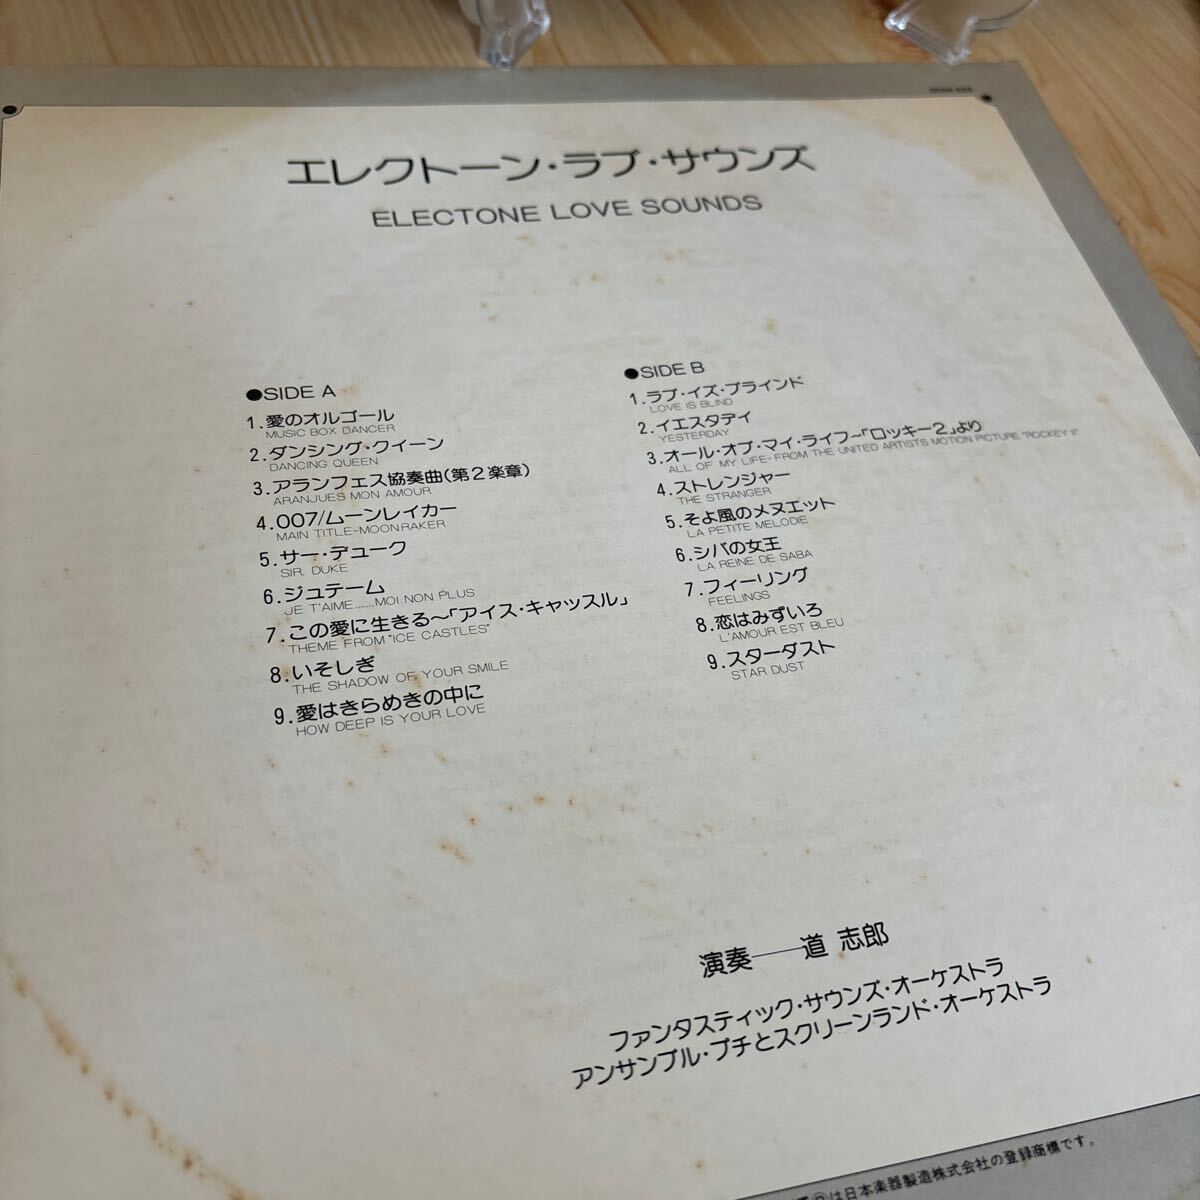 エレクトーン・ラブ・サウンズ
ELECTONE LOVE SOUNDS
●SIDE A
1.愛のオルゴール
MUSIC BOX DANCER
2.ダンシング・クイーン
DANCING QUEEN
3.アランフェス協奏曲(第2楽章)
ARANJUES MON AMOUR
4.007/ムーンレイカー
MAIN TITLE-MOONRAKER
5.サー・デューク
SIR. DUKE
6.ジュテーム
JE T'AIME.......MOI NON PLUS
7.この愛に生きる〜「アイス・キャッスル」
THEME FROM "ICE CASTLES"
8.いそしぎ
THE SHADOW OF YOUR SMILE
9.愛はきらめきの中に
HOW DEEP IS YOUR LOVE
●SIDE B
1.ラブ・イズ・ブラインド
LOVE IS BLIND
2.イエスタデイ
YESTERDAY
3.オール・オブ・マイ・ライフ〜「ロッキー2」より
ALL OF MY LIFE-FROM THE UNITED ARTISTS MOTION PICTURE "ROCKEY II"
4.ストレンジャー
THE STRANGER
5.そよ風のメヌエット
LA PETITE MELODIE
6.シバの女王
LA REINE DE SABA
7.フィーリング
FEELINGS
8.恋はみずいろ
L'AMOUR EST BLEU
9.スターダスト
STAR DUST
演奏──道 志郎
ファンタスティック・サウンズ・オーケストラ
アンサンブル・プチとスクリーンランド・オーケストラ
は日本楽器製造株式会社の登録商標です。